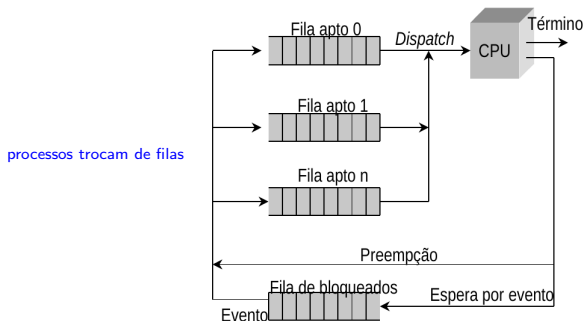 Fila apto 0
Dispatch
CPU
Término
Fila apto 1
processos trocam de filas
Fila apto n
Preempção
Fila de bloqueados
Espera por evento
Evento